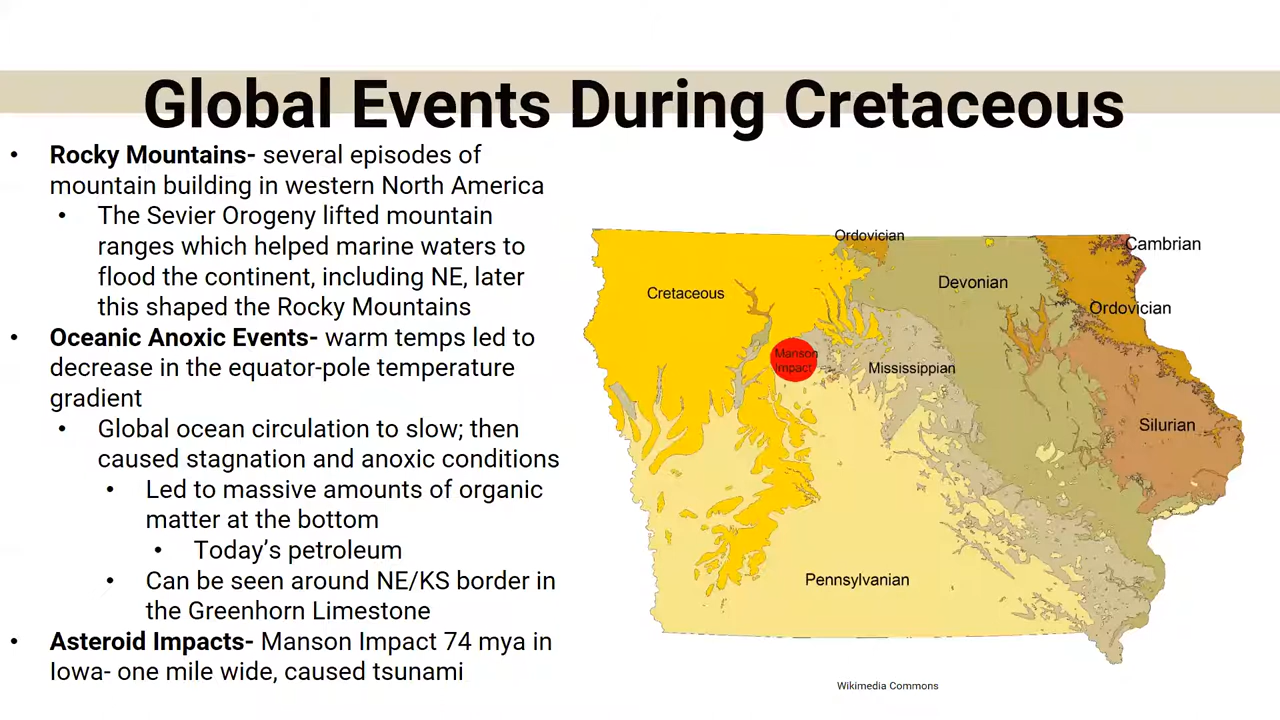 Global Events During Cretaceous
• Rocky Mountains- several episodes of
mountain building in western North America
• The Sevier Orogeny lifted mountain
ranges which helped marine waters to
flood the continent, including NE, later
this shaped the Rocky Mountains
• Oceanic Anoxic Events- warm temps led to
decrease in the equator-pole temperature
gradient
• Global ocean circulation to slow; then
caused stagnation and anoxic conditions
• Led to massive amounts of organic
matter at the bottom
• Today’s petroleum
• Can be seen around NE/KS border in
the Greenhorn Limestone
• Asteroid Impacts- Manson Impact 74 mya in
Iowa- one mile wide, caused tsunami
Ordovician
Cambrian
Devonian
Cretaceous
Ordovician
Manson
Impact
Mississippian
Silurian
Pennsylvanian
Wikimedia Commons